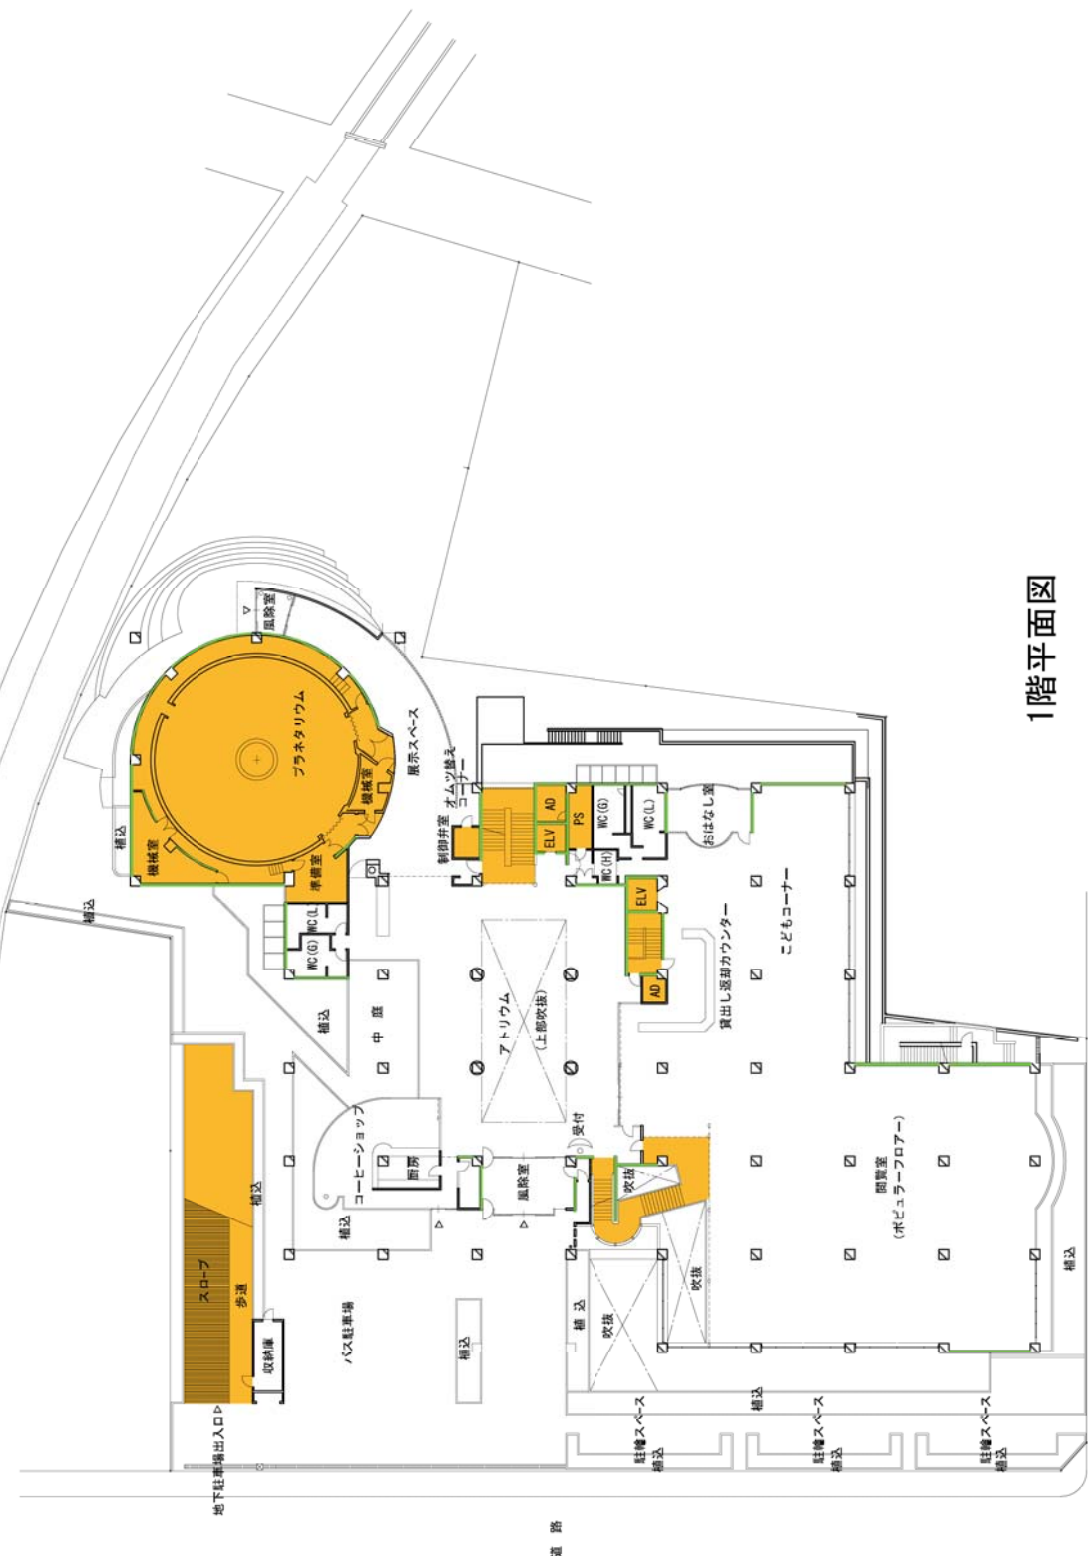 1階平面図
風除室
プラネタリウム
機械室
展示スペース
植込
機械室
準備室
オムツ替え
コーナー
制御弁室
AD
ELV
PS
WC(G)
WC(L)
WC(H)
おはなし室
植込
WC(L)
WC(G)
ELV
AD
こどもコーナー
貸出し返却カウンター
植込
中 庭
アトリウム
(上部吹抜)
受付
コーヒーショップ
厨房
風除室
吹抜
閲覧室
(ポピュラーフロアー)
植込
植込
スロープ
歩道
収納庫
バス駐車場
植込
植 込
吹抜
吹抜
植込
植込
地下駐車場出入口
駐輪スペース
植込
駐輪スペース
植込
駐輪スペース
植込
道 路